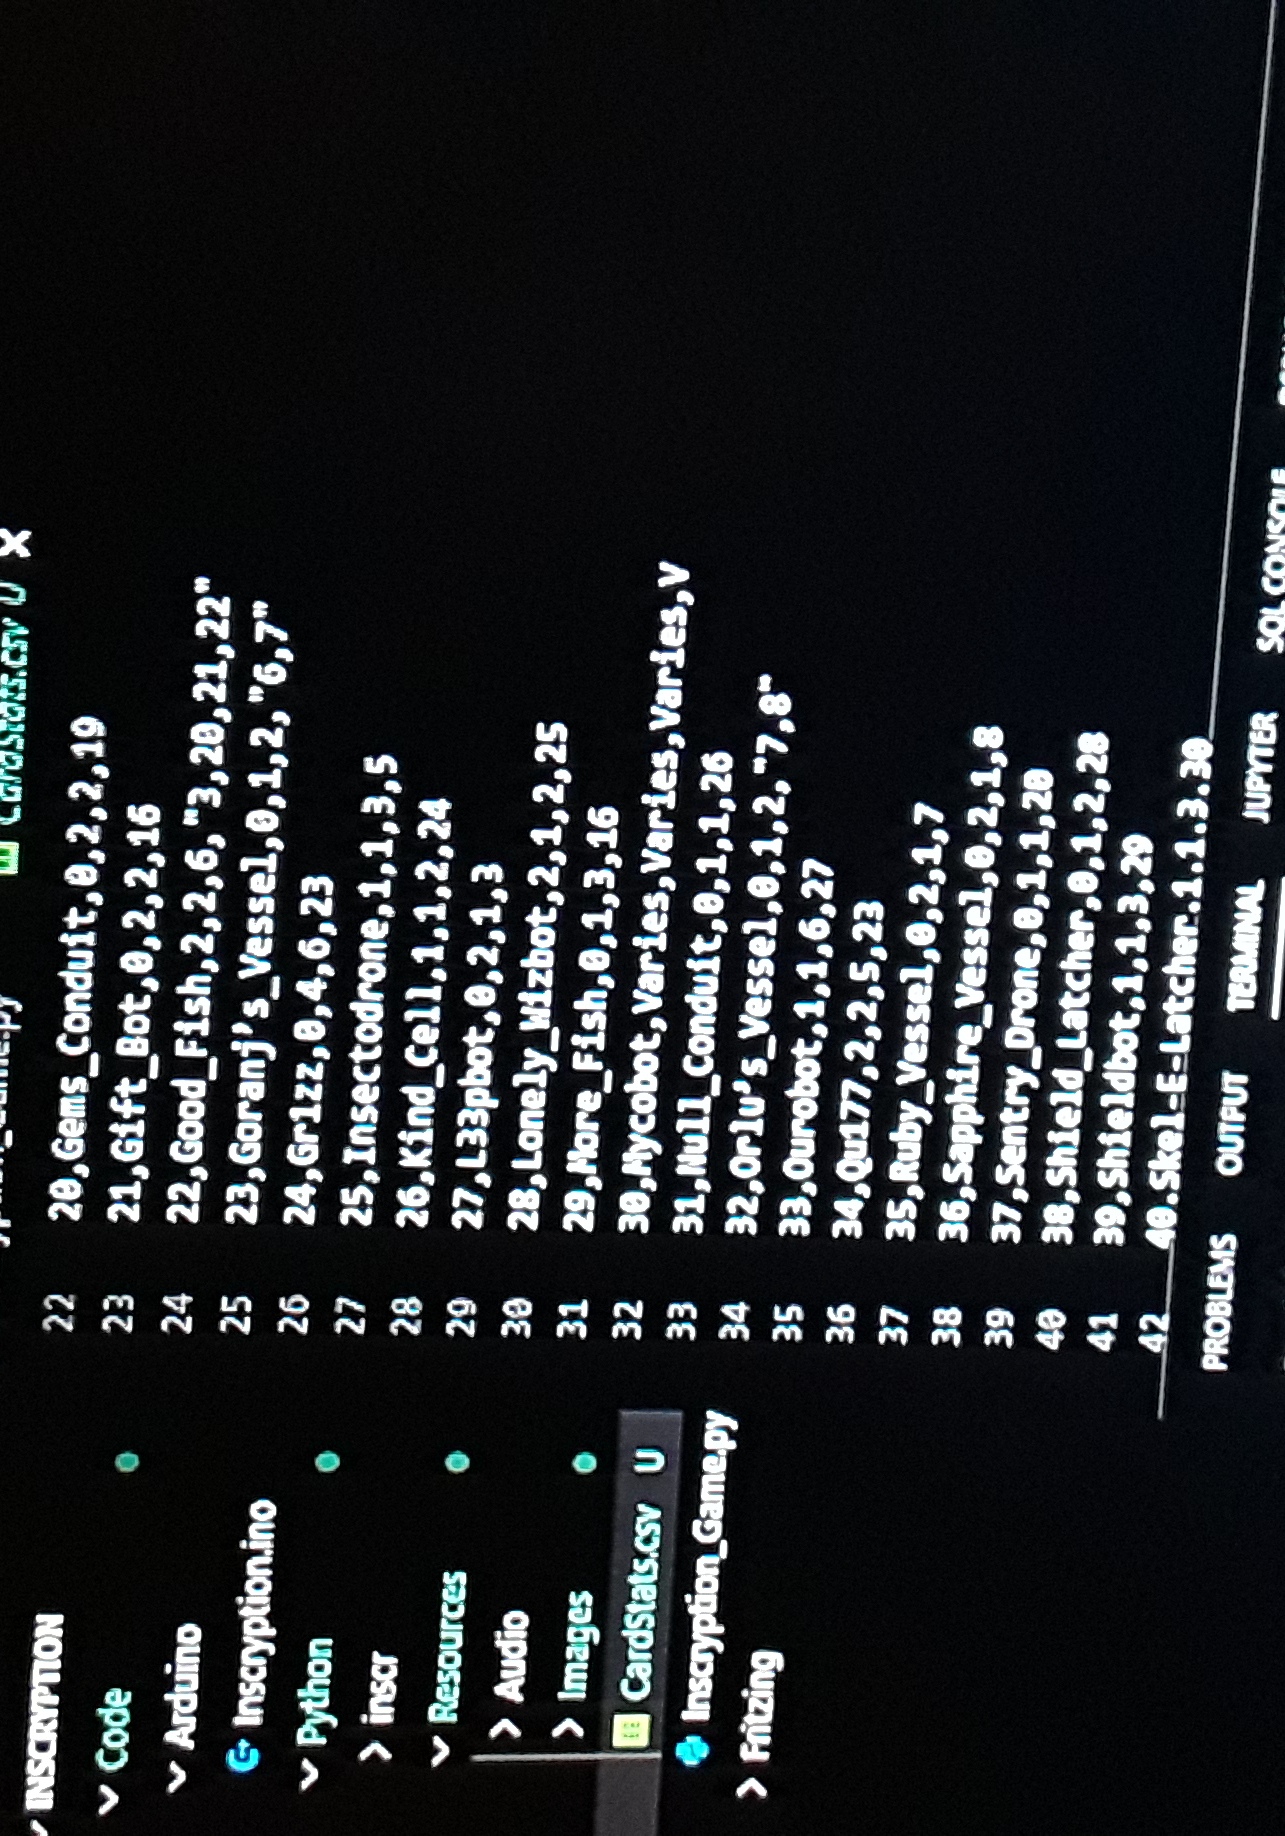 INSCRYPTION
Code
Arduino
Inscryption.ino
Python
inscr
Resources
Audio
Images
CardStats.csv U
Inscryption_Game.py
Fritzing
CardStats.csv U X
22 20,Gems_Conduit,0,2,2,19
23 21,Gift_Bot,0,2,2,16
24 22,Good_Fish,2,2,6,"3,20,21,22"
25 23,Goranj's_Vessel,0,1,2,"6,7"
26 24,Gr1zz,0,4,6,23
27 25,Insectodrone,1,1,3,5
28 26,Kind_Cell,1,1,2,24
29 27,L33pbot,0,2,1,3
30 28,Lonely_Wizbot,2,1,2,25
31 29,More_Fish,0,1,3,16
32 30,Mycobot,Varies,Varies,Varies,V
33 31,Null_Conduit,0,1,1,26
34 32,Orlu's_Vessel,0,1,2,"7,8"
35 33,Ourobot,1,1,6,27
36 34,Qu177,2,2,5,23
37 35,Ruby_Vessel,0,2,1,7
38 36,Sapphire_Vessel,0,2,1,8
39 37,Sentry_Drone,0,1,1,20
40 38,Shield_Latcher,0,1,2,28
41 39,Shieldbot,1,1,3,29
42 40,Skel-E-Latcher,1,1,3,30
PROBLEMS OUTPUT TERMINAL JUPYTER SQL CONSOLE